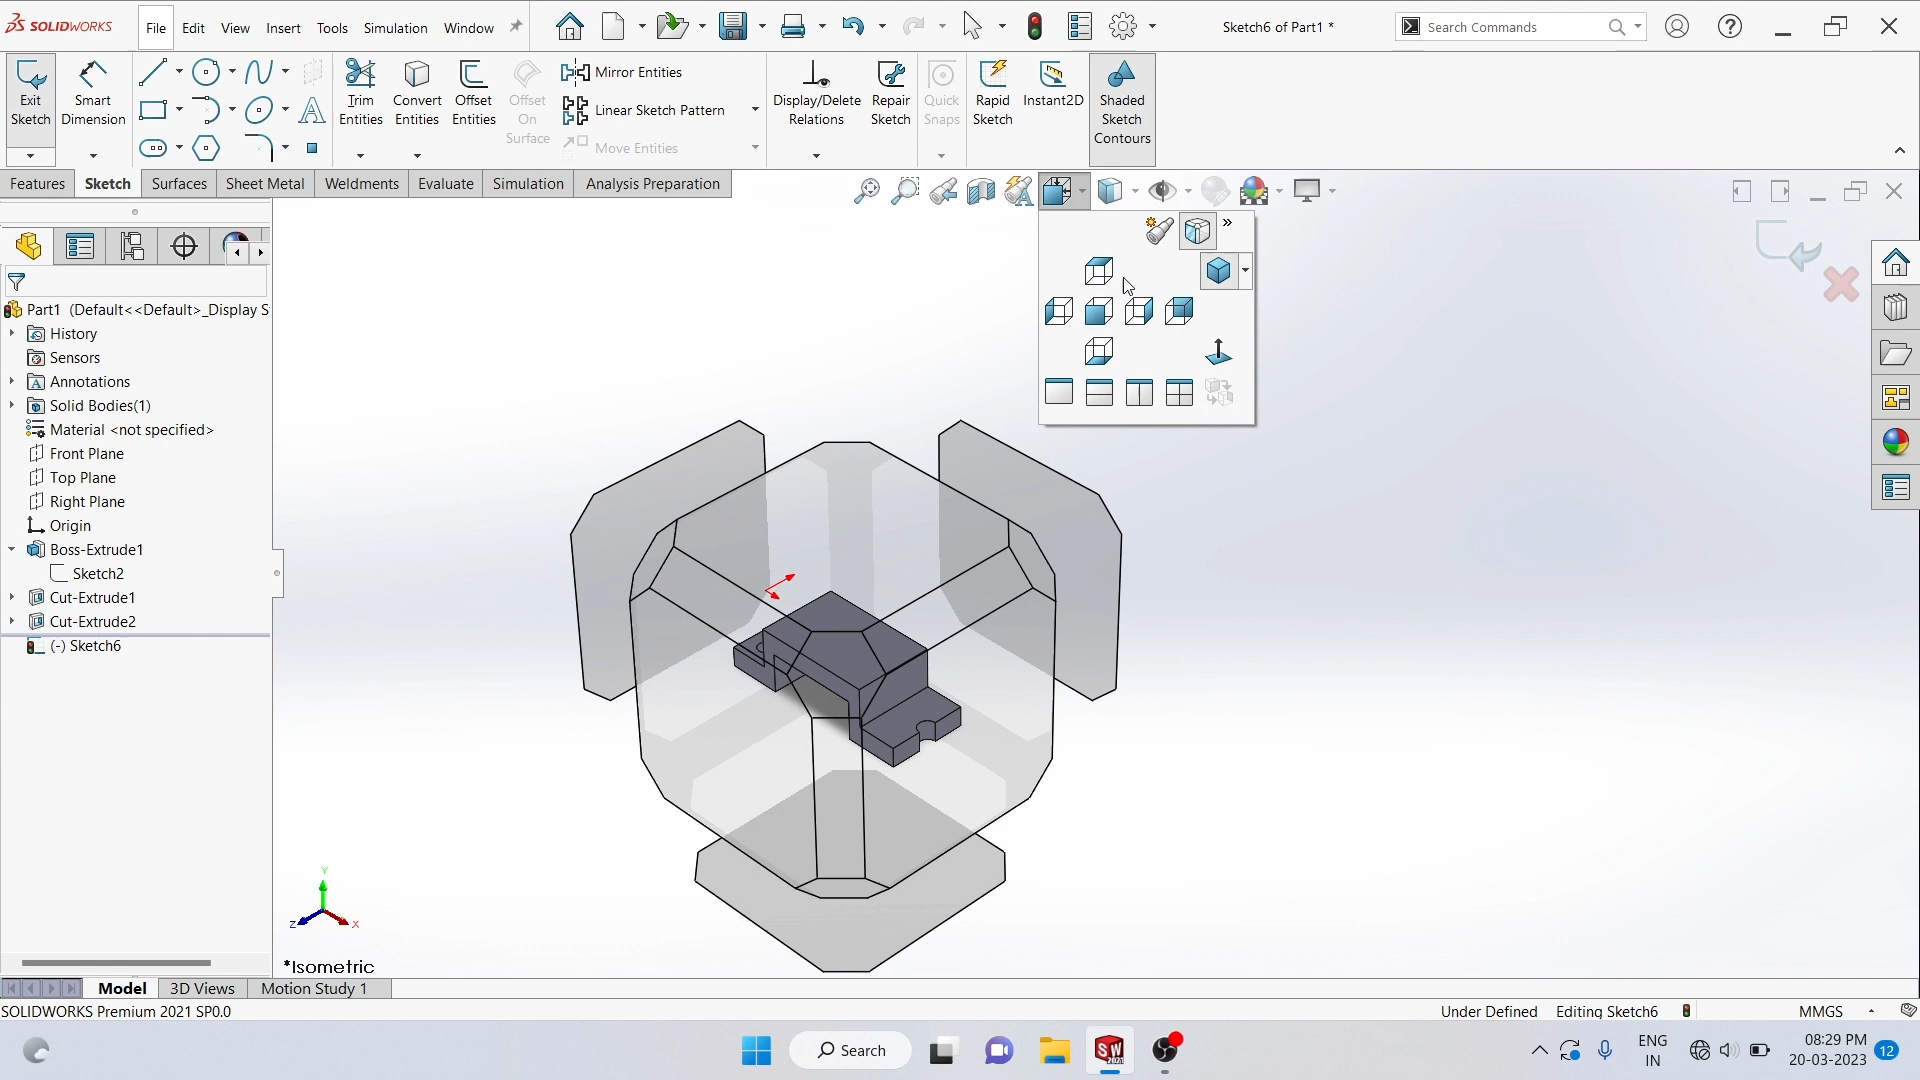 SOLIDWORKS
File Edit View Insert Tools Simulation Window
Sketch6 of Part1 *
Search Commands
Exit Sketch
Smart Dimension
Trim Entities
Convert Entities
Offset Entities
Offset On Surface
Mirror Entities
Linear Sketch Pattern
Move Entities
Display/Delete Relations
Repair Sketch
Quick Snaps
Rapid Sketch
Instant2D
Shaded Sketch Contours
Features Sketch Surfaces Sheet Metal Weldments Evaluate Simulation Analysis Preparation
Part1 (Default<<Default>_Display S
History
Sensors
Annotations
Solid Bodies(1)
Material <not specified>
Front Plane
Top Plane
Right Plane
Origin
Boss-Extrude1
Sketch2
Cut-Extrude1
Cut-Extrude2
(-) Sketch6
Y
Z
X
*Isometric
Model 3D Views Motion Study 1
SOLIDWORKS Premium 2021 SP0.0
Under Defined Editing Sketch6 MMGS
Search
SW 2021
ENG
IN
08:29 PM
20-03-2023
12